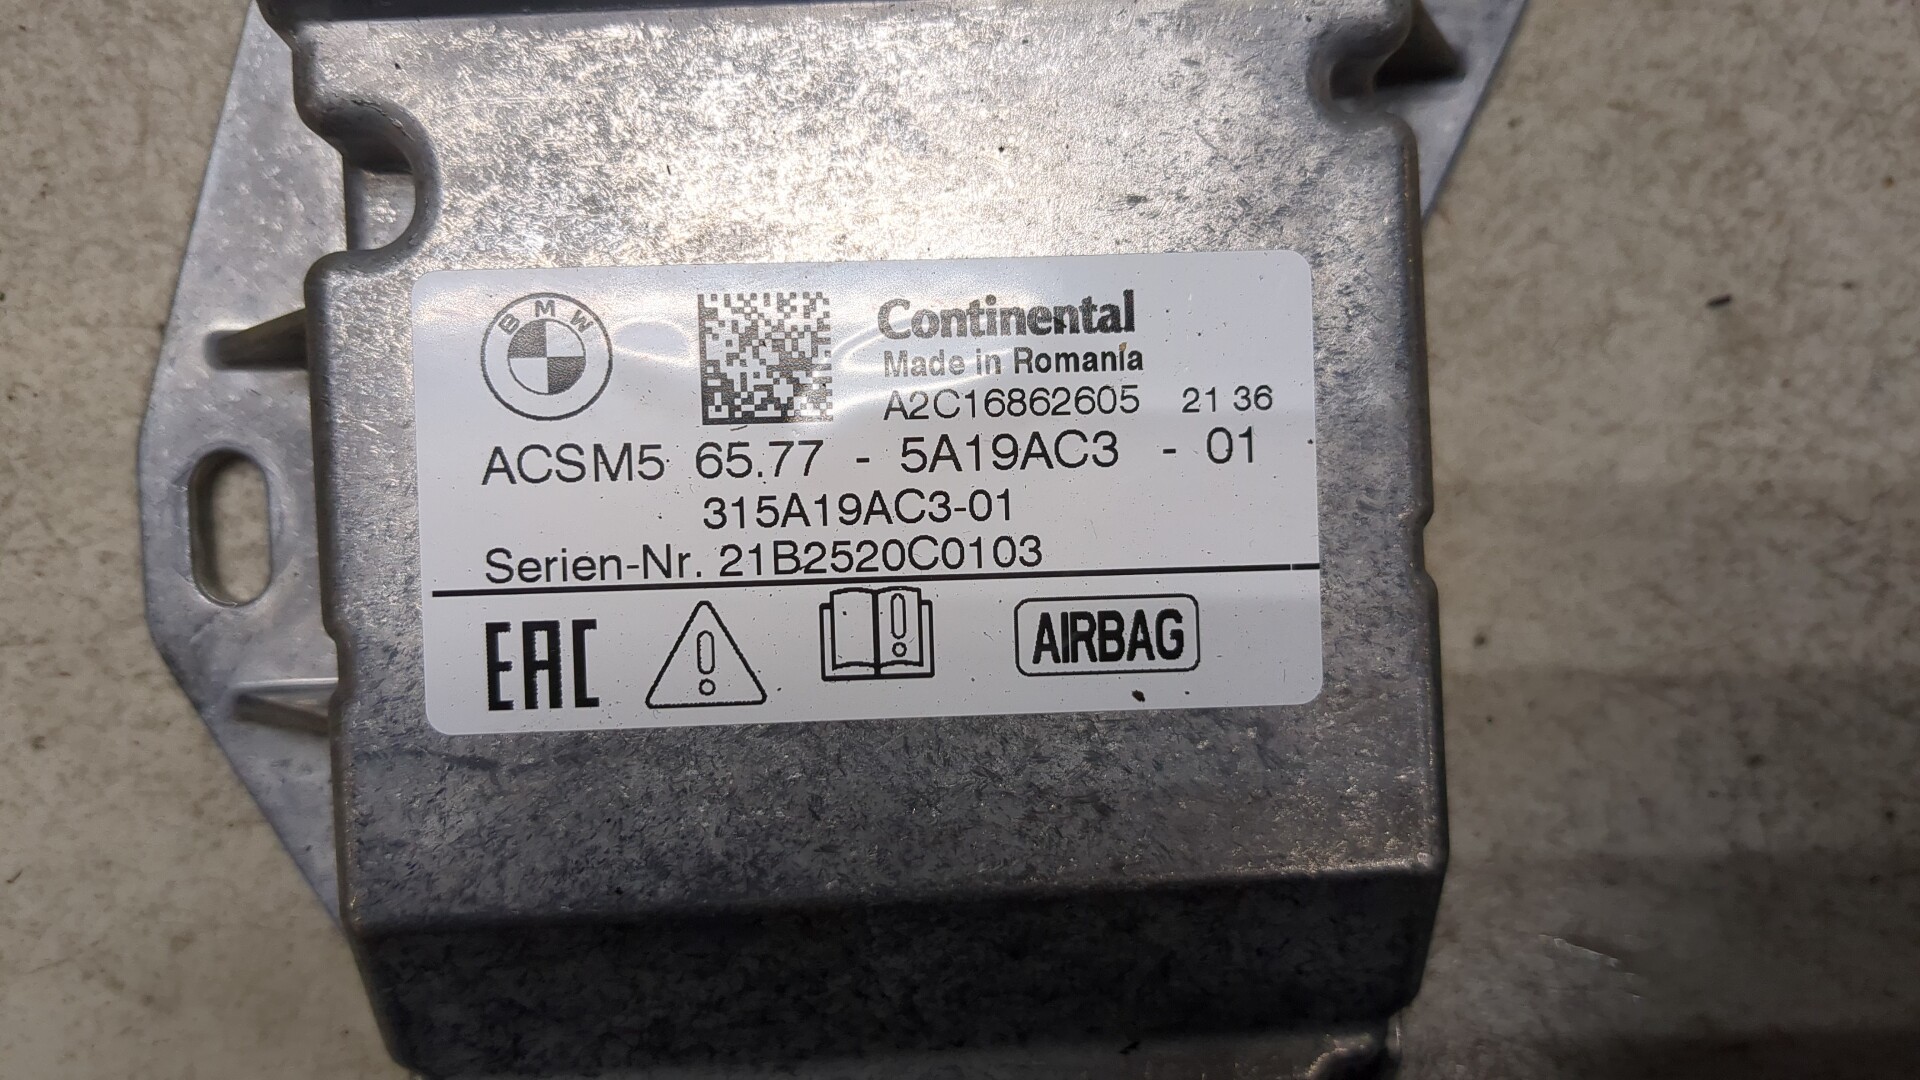 BMW
Continental
Made in Romania
A2C16862605 21 36
ACSM5 65.77 - 5A19AC3 - 01
315A19AC3-01
Serien-Nr. 21B2520C0103
EAC
AIRBAG